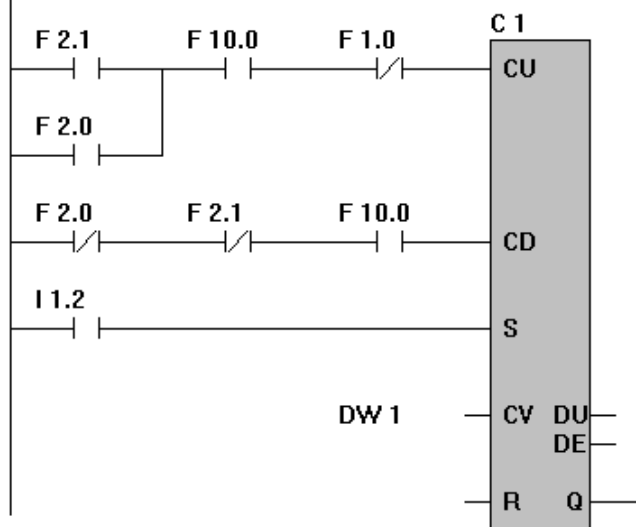 C 1
F 2.1 F 10.0 F 1.0
CU
F 2.0
F 2.0 F 2.1 F 10.0
CD
I 1.2
S
DW 1 CV DU
DE
R Q